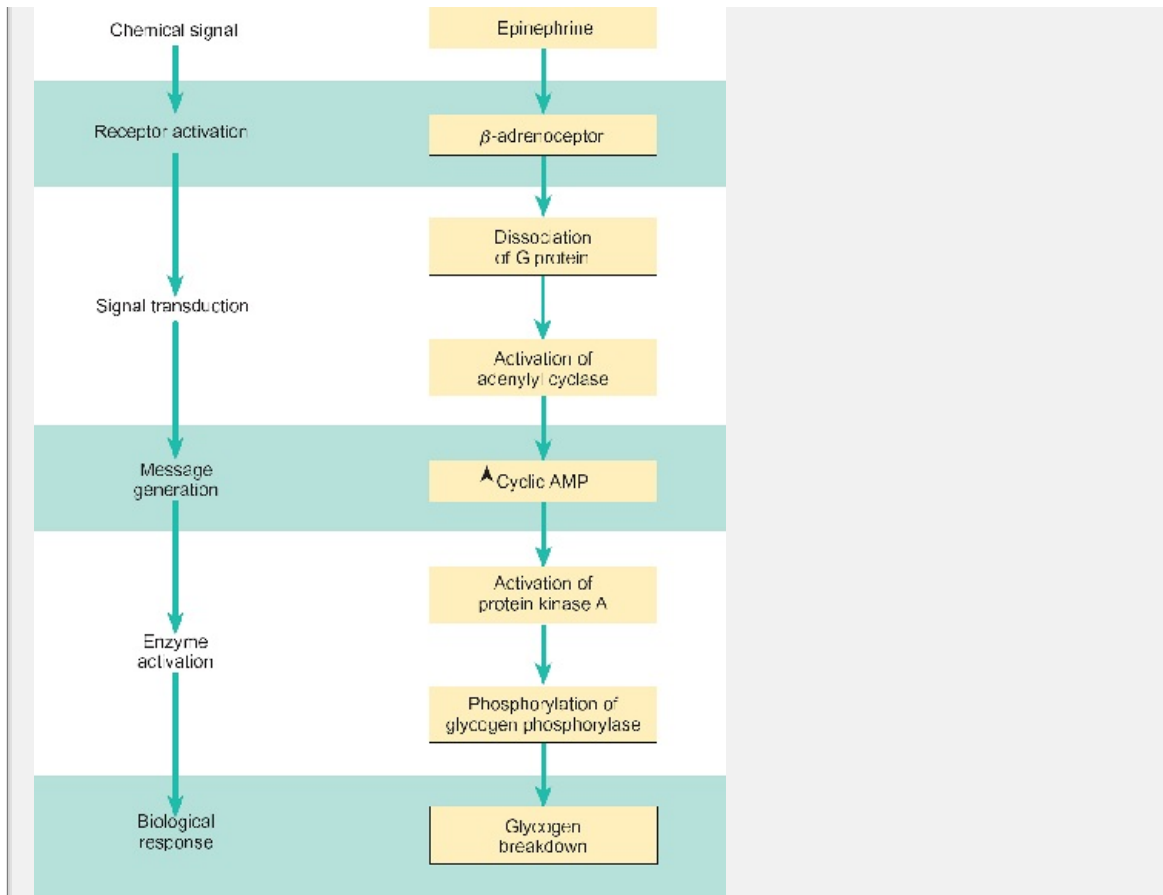 Chemical signal
Epinephrine
Receptor activation
β-adrenoceptor
Dissociation
of G protein
Signal transduction
Activation of
adenylyl cyclase
Message
generation
Cyclic AMP
Activation of
protein kinase A
Enzyme
activation
Phosphorylation of
glycogen phosphorylase
Biological
response
Glycogen
breakdown